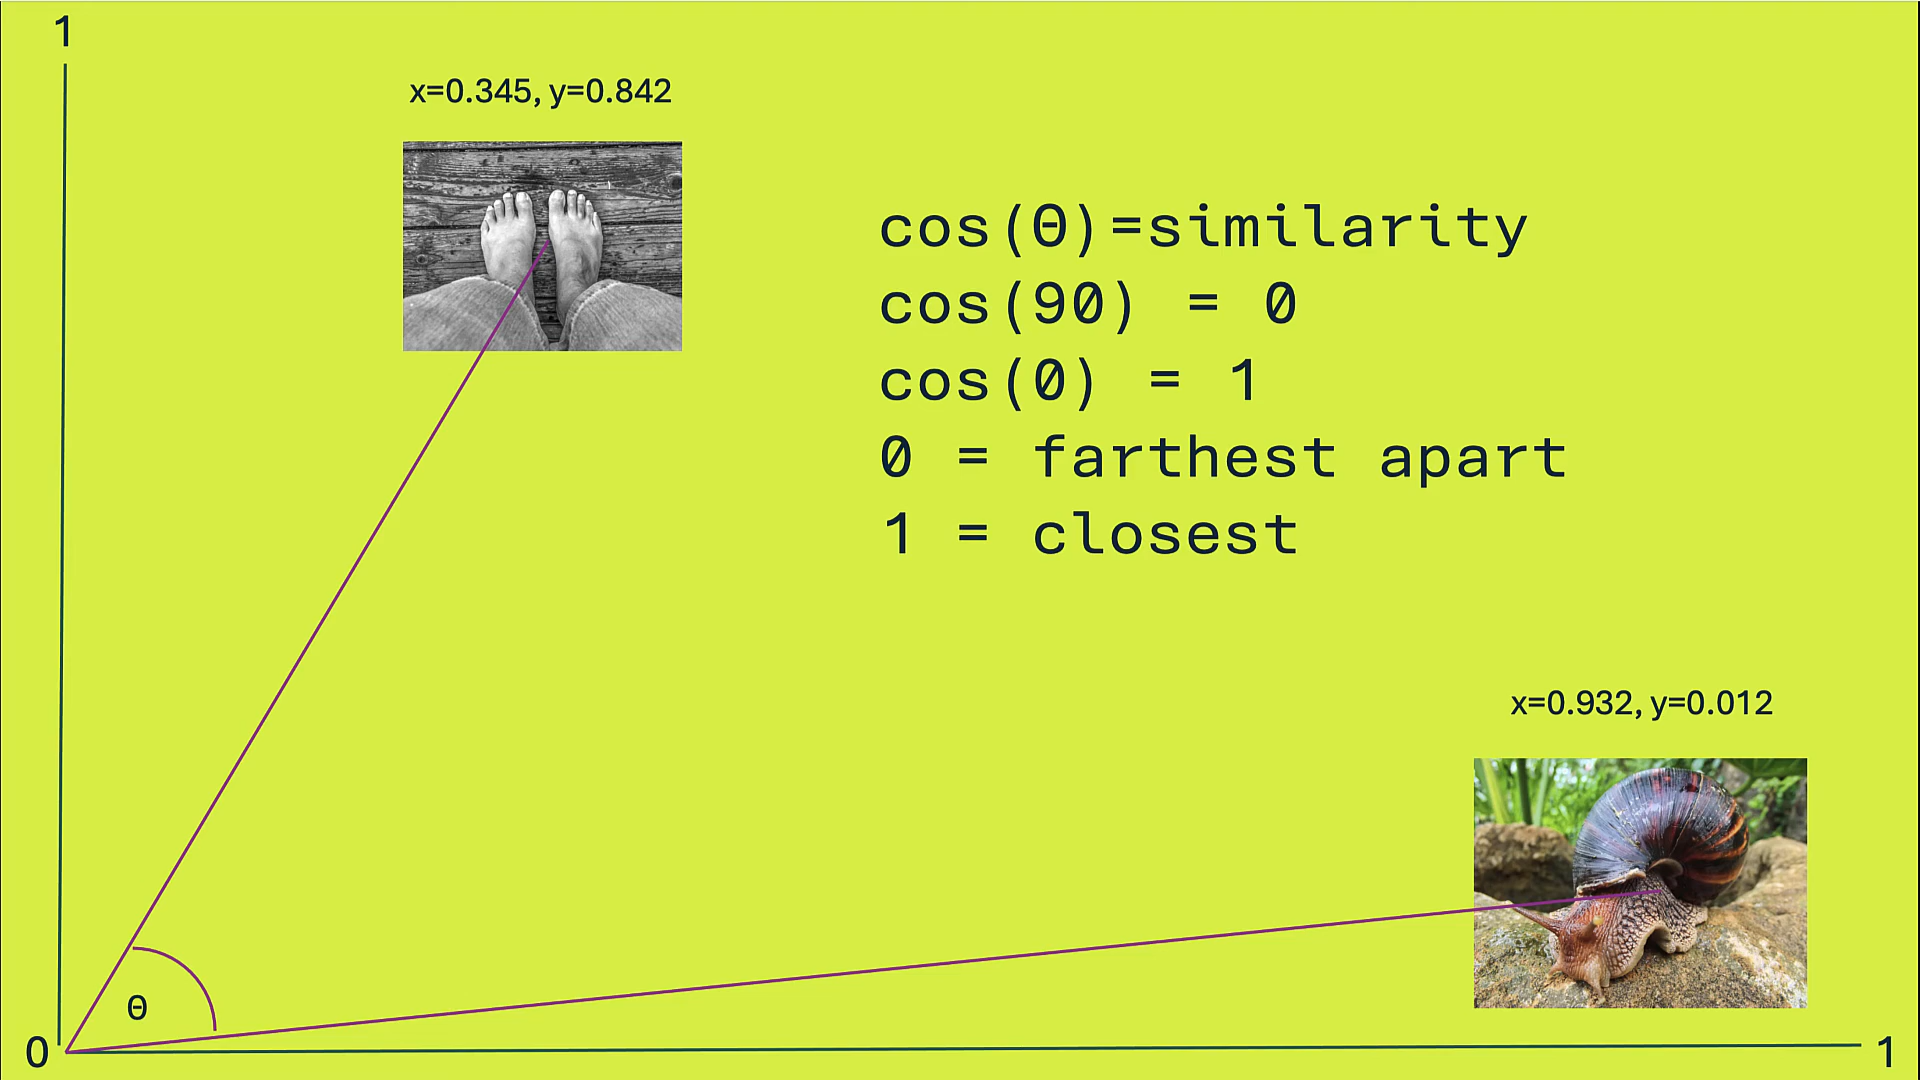 1
x=0.345, y=0.842
cos(θ)=similarity
cos(90) = 0
cos(0) = 1
0 = farthest apart
1 = closest
x=0.932, y=0.012
θ
0
1